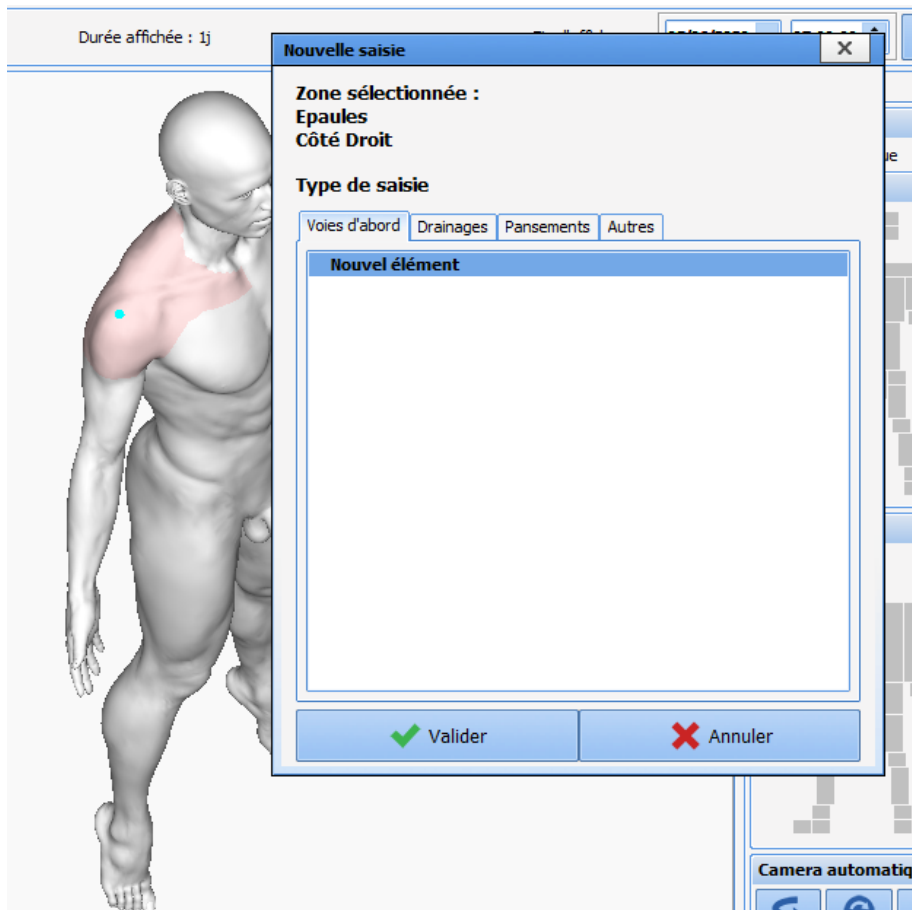 Durée affichée : 1j
Nouvelle saisie
Zone sélectionnée :
Epaules
Côté Droit
Type de saisie
Voies d'abord
Drainages
Pansements
Autres
Nouvel élément
Valider
Annuler
Camera automatiq